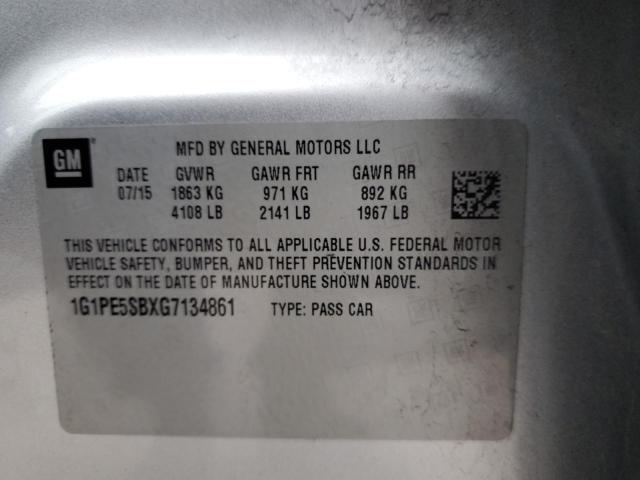 GM
MFD BY GENERAL MOTORS LLC
DATE GVWR GAWR FRT GAWR RR
07/15 1863 KG 971 KG 892 KG
4108 LB 2141 LB 1967 LB
THIS VEHICLE CONFORMS TO ALL APPLICABLE U.S. FEDERAL MOTOR
VEHICLE SAFETY, BUMPER, AND THEFT PREVENTION STANDARDS IN
EFFECT ON THE DATE OF MANUFACTURE SHOWN ABOVE.
1G1PE5SBXG7134861 TYPE: PASS CAR